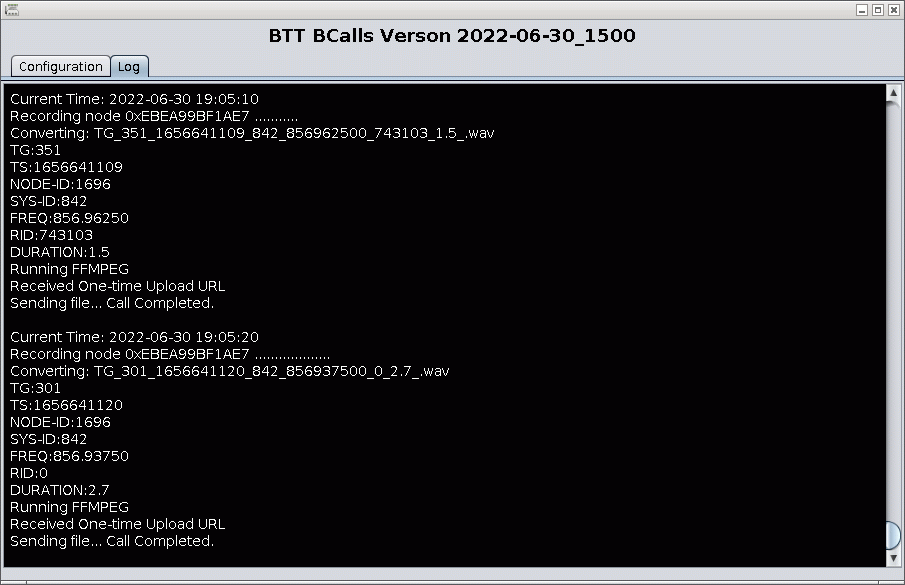 BTT BCalls Verson 2022-06-30_1500
Configuration
Log
Current Time: 2022-06-30 19:05:10
Recording node 0xEBEA99BF1AE7 ...........
Converting: TG_351_1656641109_842_856962500_743103_1.5_.wav
TG:351
TS:1656641109
NODE-ID:1696
SYS-ID:842
FREQ:856.96250
RID:743103
DURATION:1.5
Running FFMPEG
Received One-time Upload URL
Sending file... Call Completed.
Current Time: 2022-06-30 19:05:20
Recording node 0xEBEA99BF1AE7 ...................
Converting: TG_301_1656641120_842_856937500_0_2.7_.wav
TG:301
TS:1656641120
NODE-ID:1696
SYS-ID:842
FREQ:856.93750
RID:0
DURATION:2.7
Running FFMPEG
Received One-time Upload URL
Sending file... Call Completed.